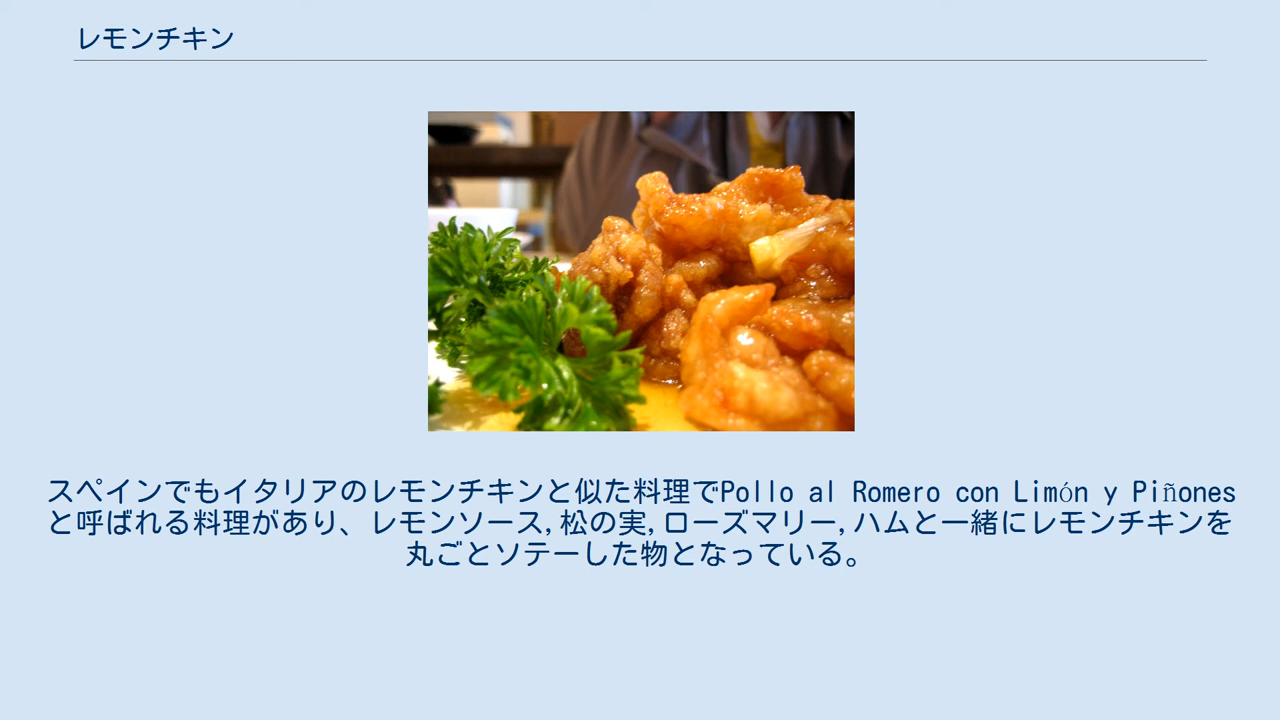 レモンチキン
スペインでもイタリアのレモンチキンと似た料理でPollo al Romero con Limón y Piñones
と呼ばれる料理があり、レモンソース,松の実,ローズマリー,ハムと一緒にレモンチキンを
丸ごとソテーした物となっている。